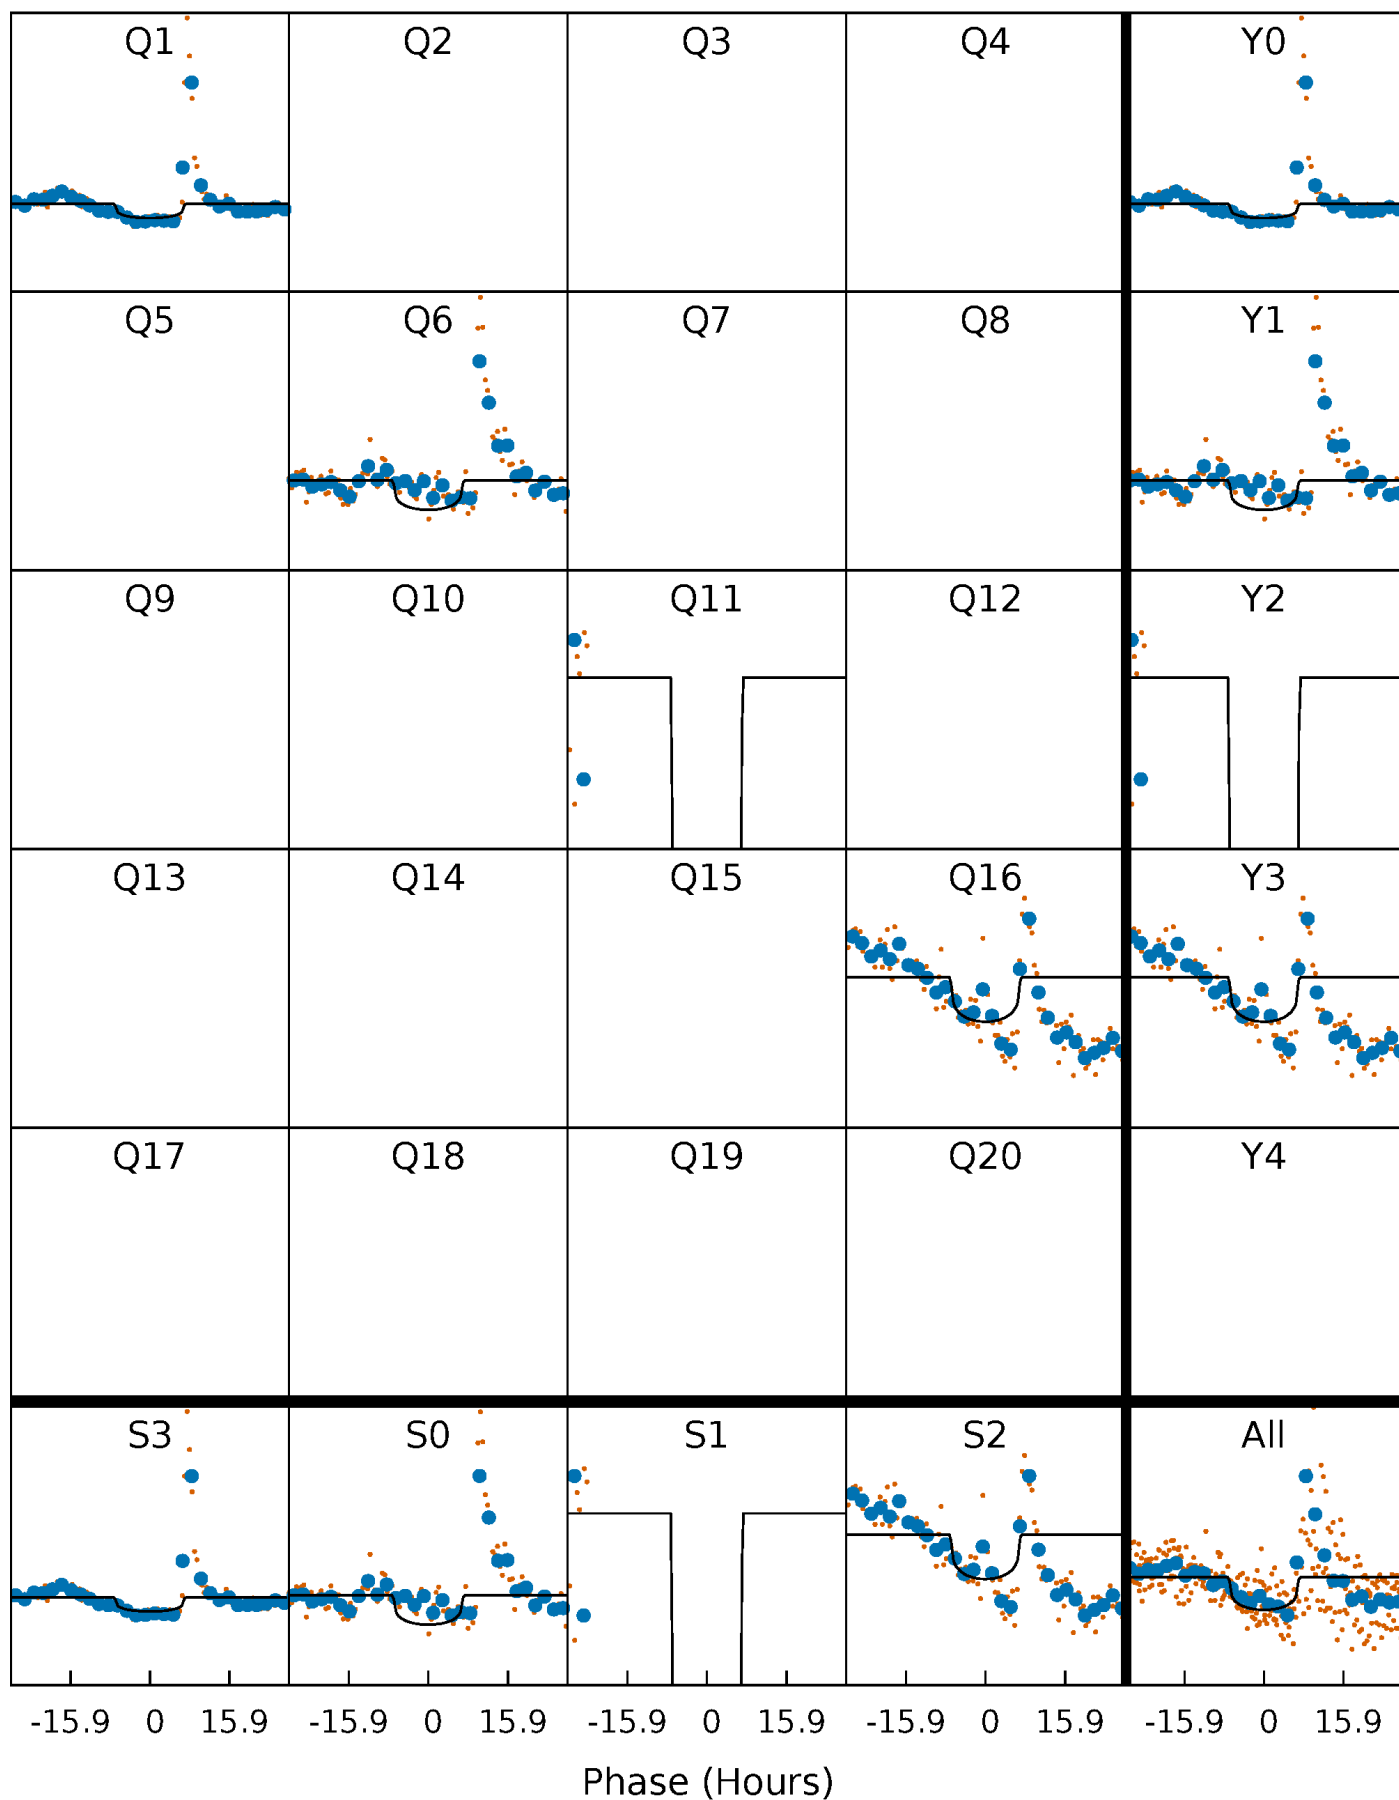 Q1 Q2 Q3 Q4 Y0
Q5 Q6 Q7 Q8 Y1
Q9 Q10 Q11 Q12 Y2
Q13 Q14 Q15 Q16 Y3
Q17 Q18 Q19 Q20 Y4
S3 S0 S1 S2 All
-15.9 0 15.9 -15.9 0 15.9 -15.9 0 15.9 -15.9 0 15.9 -15.9 0 15.9
Phase (Hours)